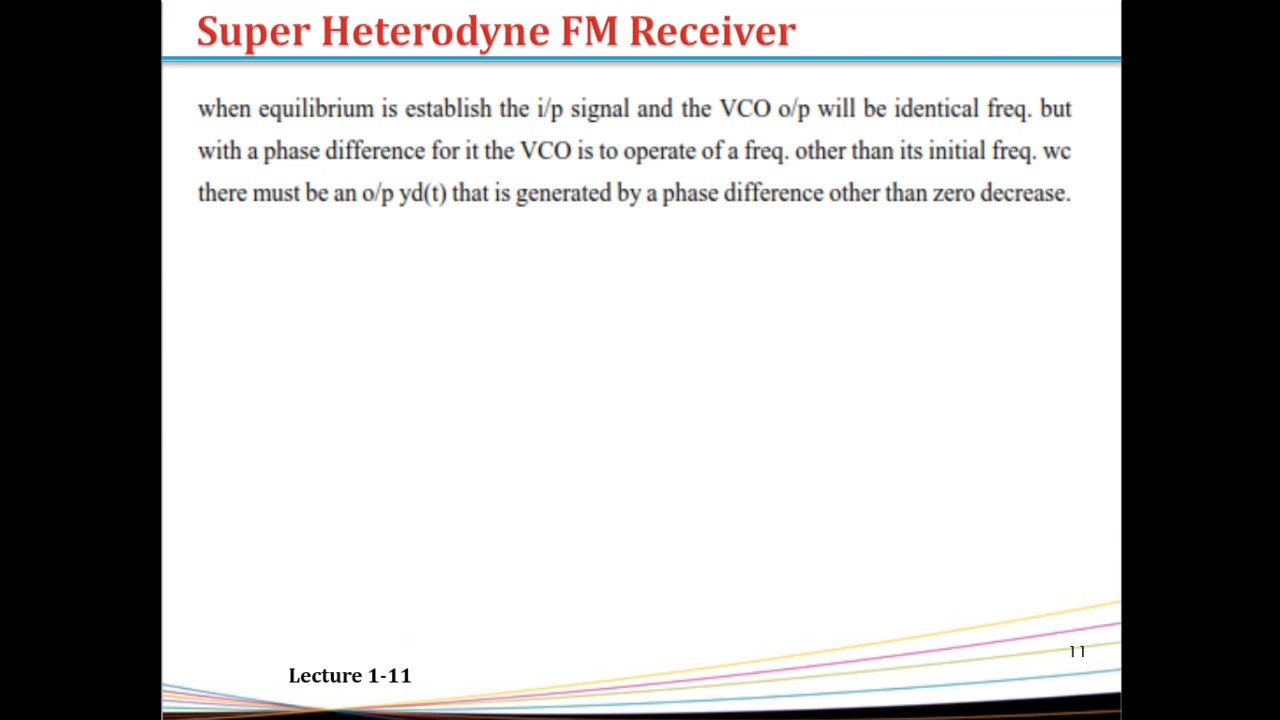 Super Heterodyne FM Receiver
when equilibrium is establish the i/p signal and the VCO o/p will be identical freq. but
with a phase difference for it the VCO is to operate of a freq. other than its initial freq. wc
there must be an o/p yd(t) that is generated by a phase difference other than zero decrease.
11
Lecture 1-11